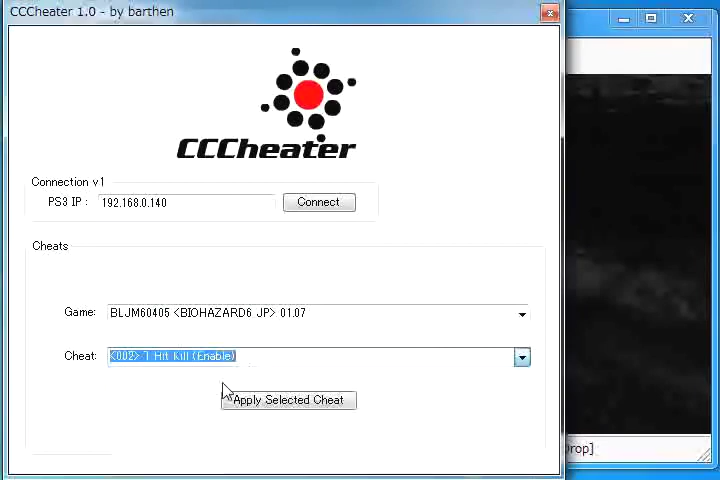 CCCheater 1.0 - by barthen
CCCheater
Connection v1
PS3 IP : 192.168.0.140 Connect
Cheats
Game: BLJM60405 <BIOHAZARD6 JP> 01.07
Cheat: <002> 1 Hit Kill (Enable)
Apply Selected Cheat
Drop]